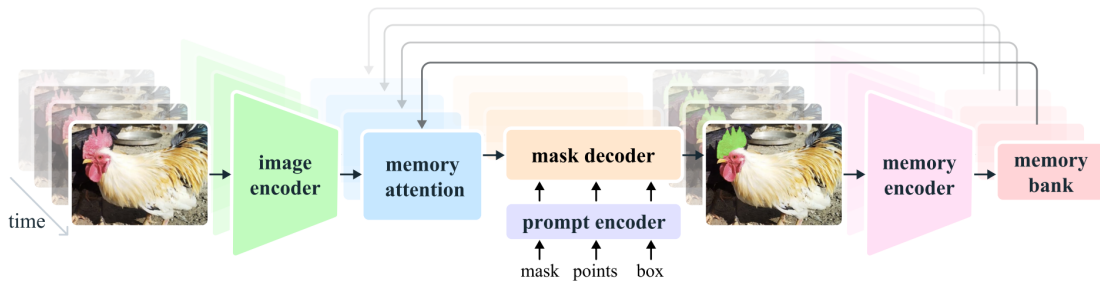 time
image
encoder
memory
attention
mask decoder
prompt encoder
mask points box
memory
encoder
memory
bank